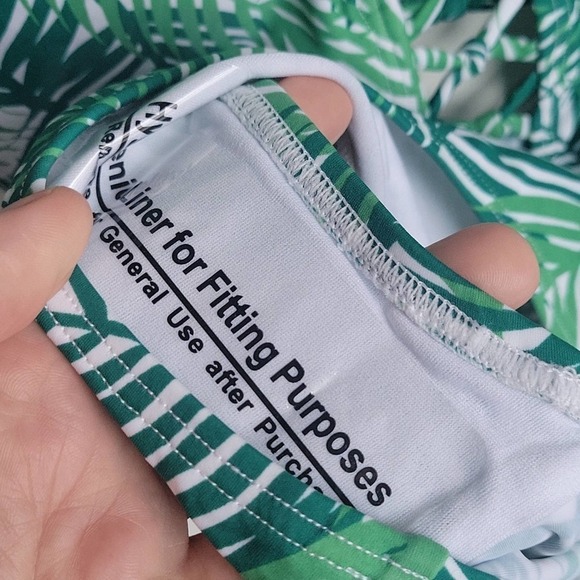 Liner for Fitting Purposes
General Use after Purch